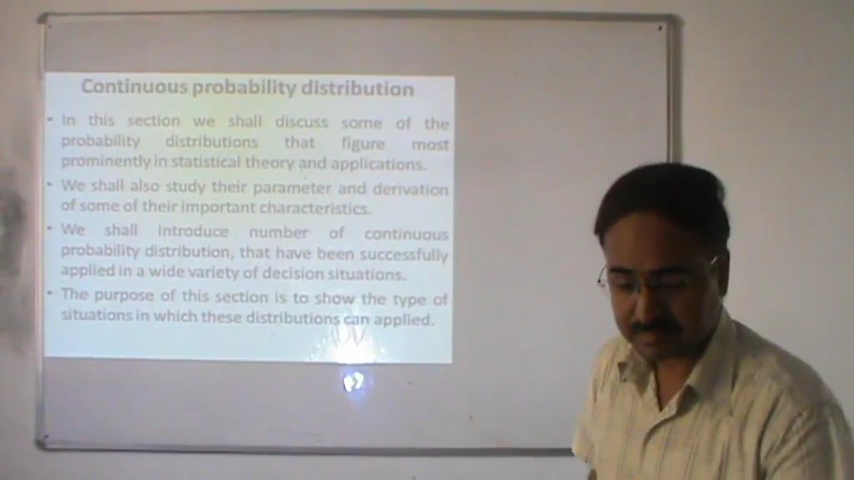 Continuous probability distribution
• In this section we shall discuss some of the
probability distributions that figure most
prominently in statistical theory and applications.
• We shall also study their parameter and derivation
of some of their important characteristics.
• We shall introduce number of continuous
probability distribution, that have been successfully
applied in a wide variety of decision situations.
• The purpose of this section is to show the type of
situations in which these distributions can applied.